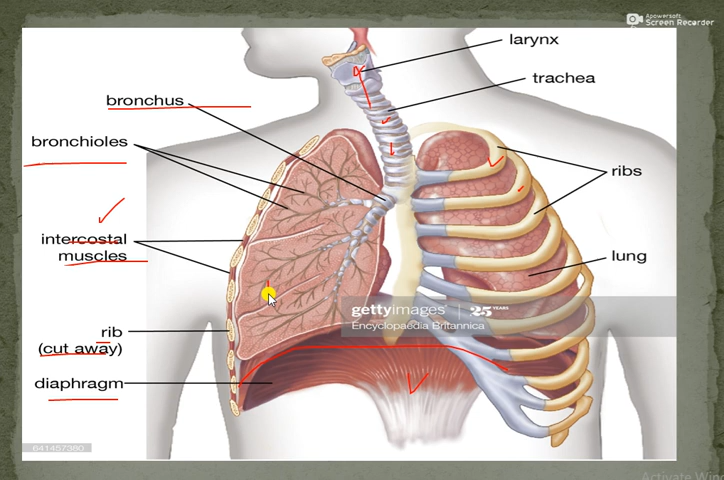 Apowersoft
Screen Recorder
larynx
trachea
bronchus
bronchioles
ribs
intercostal
muscles
lung
gettyimages® 25 YEARS
Encyclopaedia Britannica
rib
(cut away)
diaphragm
641457380
Activate Win